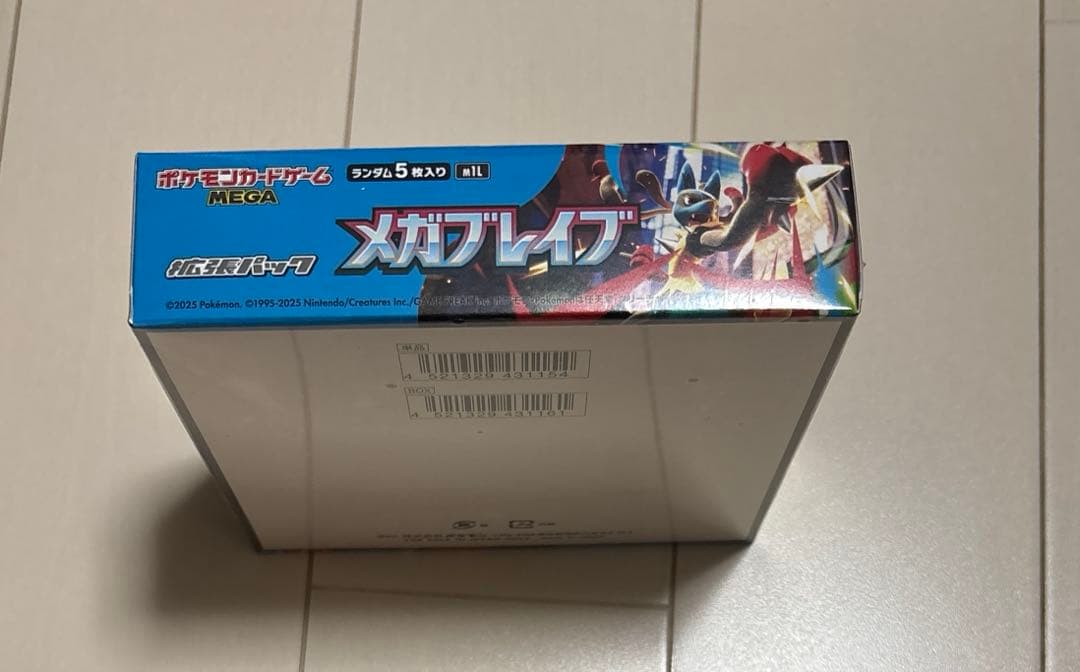 ポケモンカードゲーム
MEGA
ランダム5枚入り
M1L
メガブレイブ
拡張パック
©2025 Pokémon. ©1995-2025 Nintendo/Creatures Inc./GAME FREAK inc.
単品
4 521329 431154
BOX
4 521329 431161